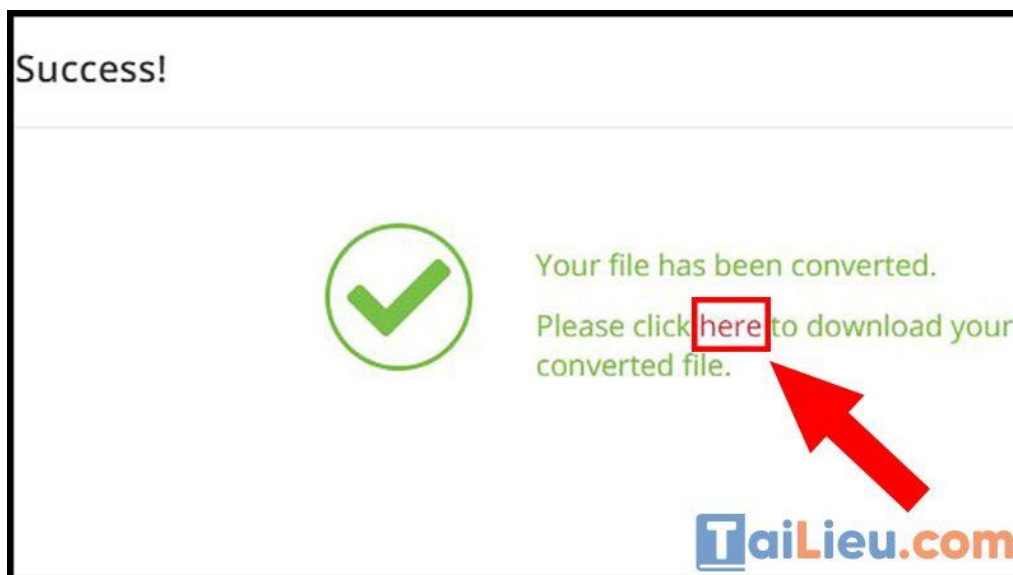 Success!
Your file has been converted.
Please click here to download your
converted file.
TaiLieu.com